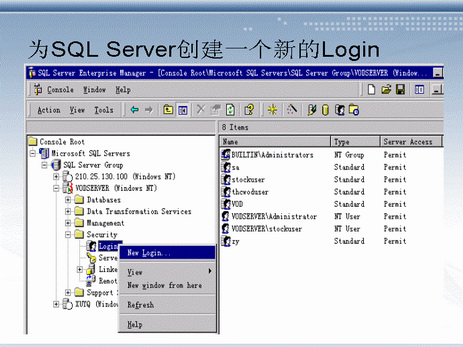 为SQL Server创建一个新的Login
SQL Server Enterprise Manager - [Console Root\Microsoft SQL Servers\SQL Server Group\VODSERVER (Window...
Console Window Help
Action View Tools
8 Items
Console Root
Microsoft SQL Servers
SQL Server Group
210.25.130.100 (Windows NT)
VODSERVER (Windows NT)
Databases
Data Transformation Services
Management
Security
Login
Serve
Linke
Remot
Support
XUYQ (Window
New Login...
View
New window from here
Refresh
Help
Name Type Server Access
BUILTIN\Administrators NT Group Permit
sa Standard Permit
stockuser Standard Permit
thcvoduser Standard Permit
VOD Standard Permit
VODSERVER\Administrator NT User Permit
VODSERVER\stockuser NT User Permit
zy Standard Permit